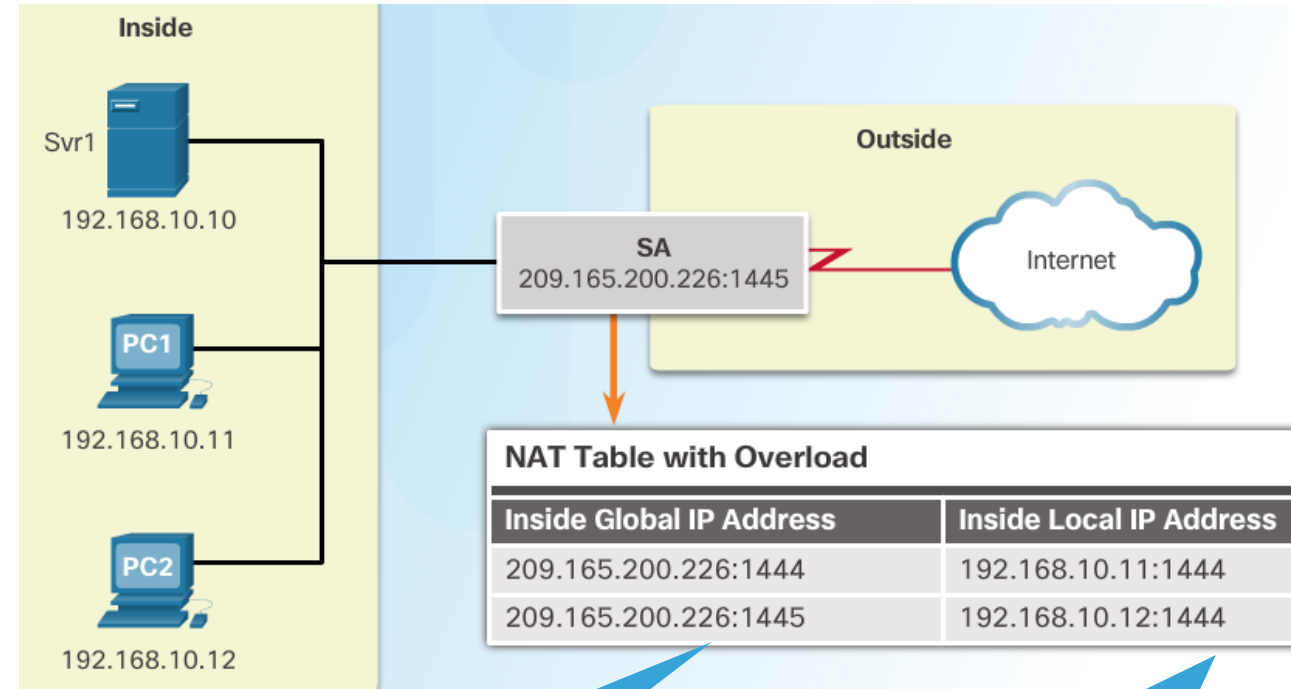 Inside
Svr1
192.168.10.10
PC1
192.168.10.11
PC2
192.168.10.12
Outside
SA
209.165.200.226:1445
Internet
NAT Table with Overload
Inside Global IP Address Inside Local IP Address
209.165.200.226:1444 192.168.10.11:1444
209.165.200.226:1445 192.168.10.12:1444